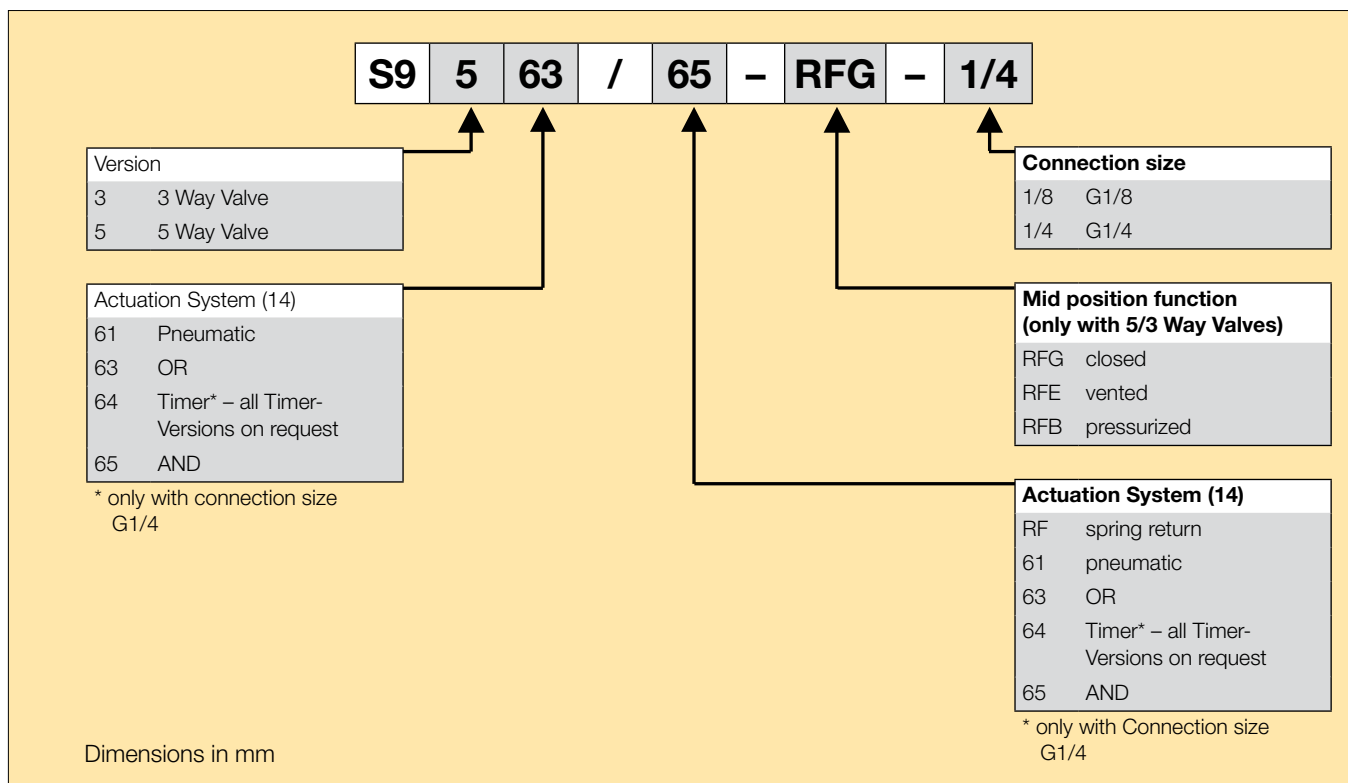 S9 5 63 / 65 – RFG – 1/4
Version
3 3 Way Valve
5 5 Way Valve
Actuation System (14)
61 Pneumatic
63 OR
64 Timer* – all Timer-
Versions on request
65 AND
* only with connection size
G1/4
Connection size
1/8 G1/8
1/4 G1/4
Mid position function
(only with 5/3 Way Valves)
RFG closed
RFE vented
RFB pressurized
Actuation System (14)
RF spring return
61 pneumatic
63 OR
64 Timer* – all Timer-
Versions on request
65 AND
* only with Connection size
G1/4
Dimensions in mm